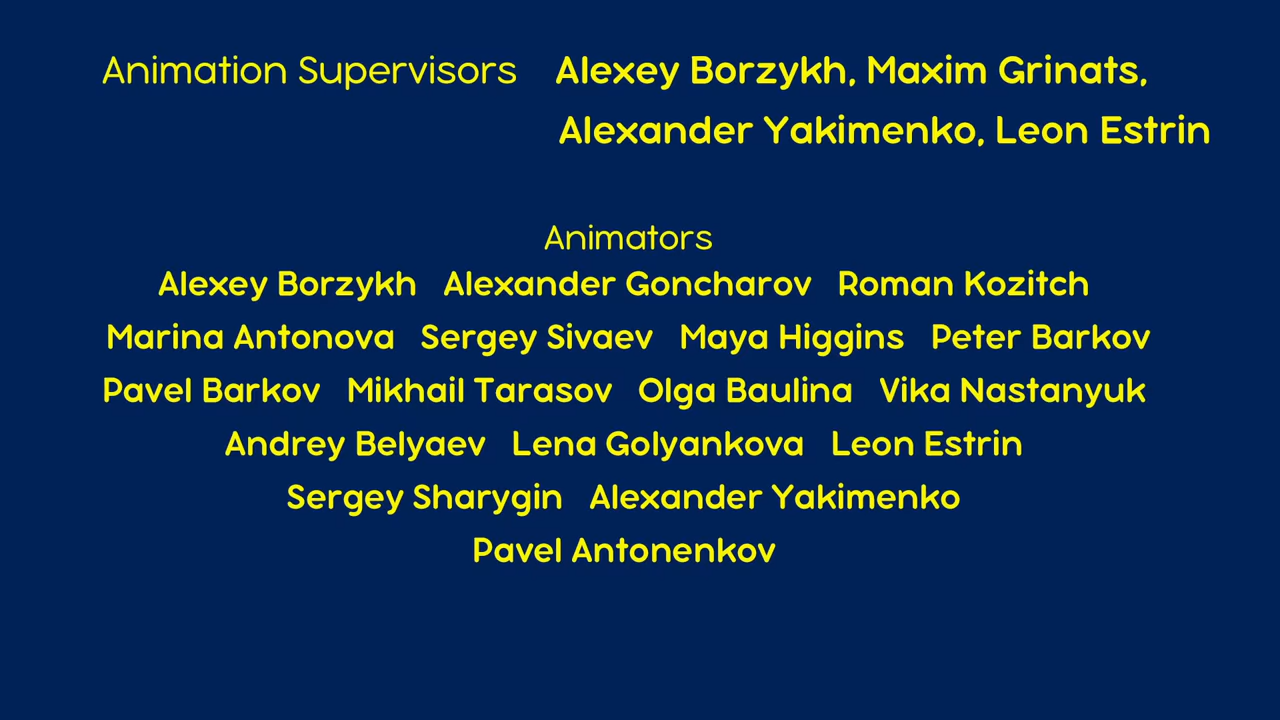 Animation Supervisors Alexey Borzykh, Maxim Grinats,
Alexander Yakimenko, Leon Estrin
Animators
Alexey Borzykh Alexander Goncharov Roman Kozitch
Marina Antonova Sergey Sivaev Maya Higgins Peter Barkov
Pavel Barkov Mikhail Tarasov Olga Baulina Vika Nastanyuk
Andrey Belyaev Lena Golyankova Leon Estrin
Sergey Sharygin Alexander Yakimenko
Pavel Antonenkov